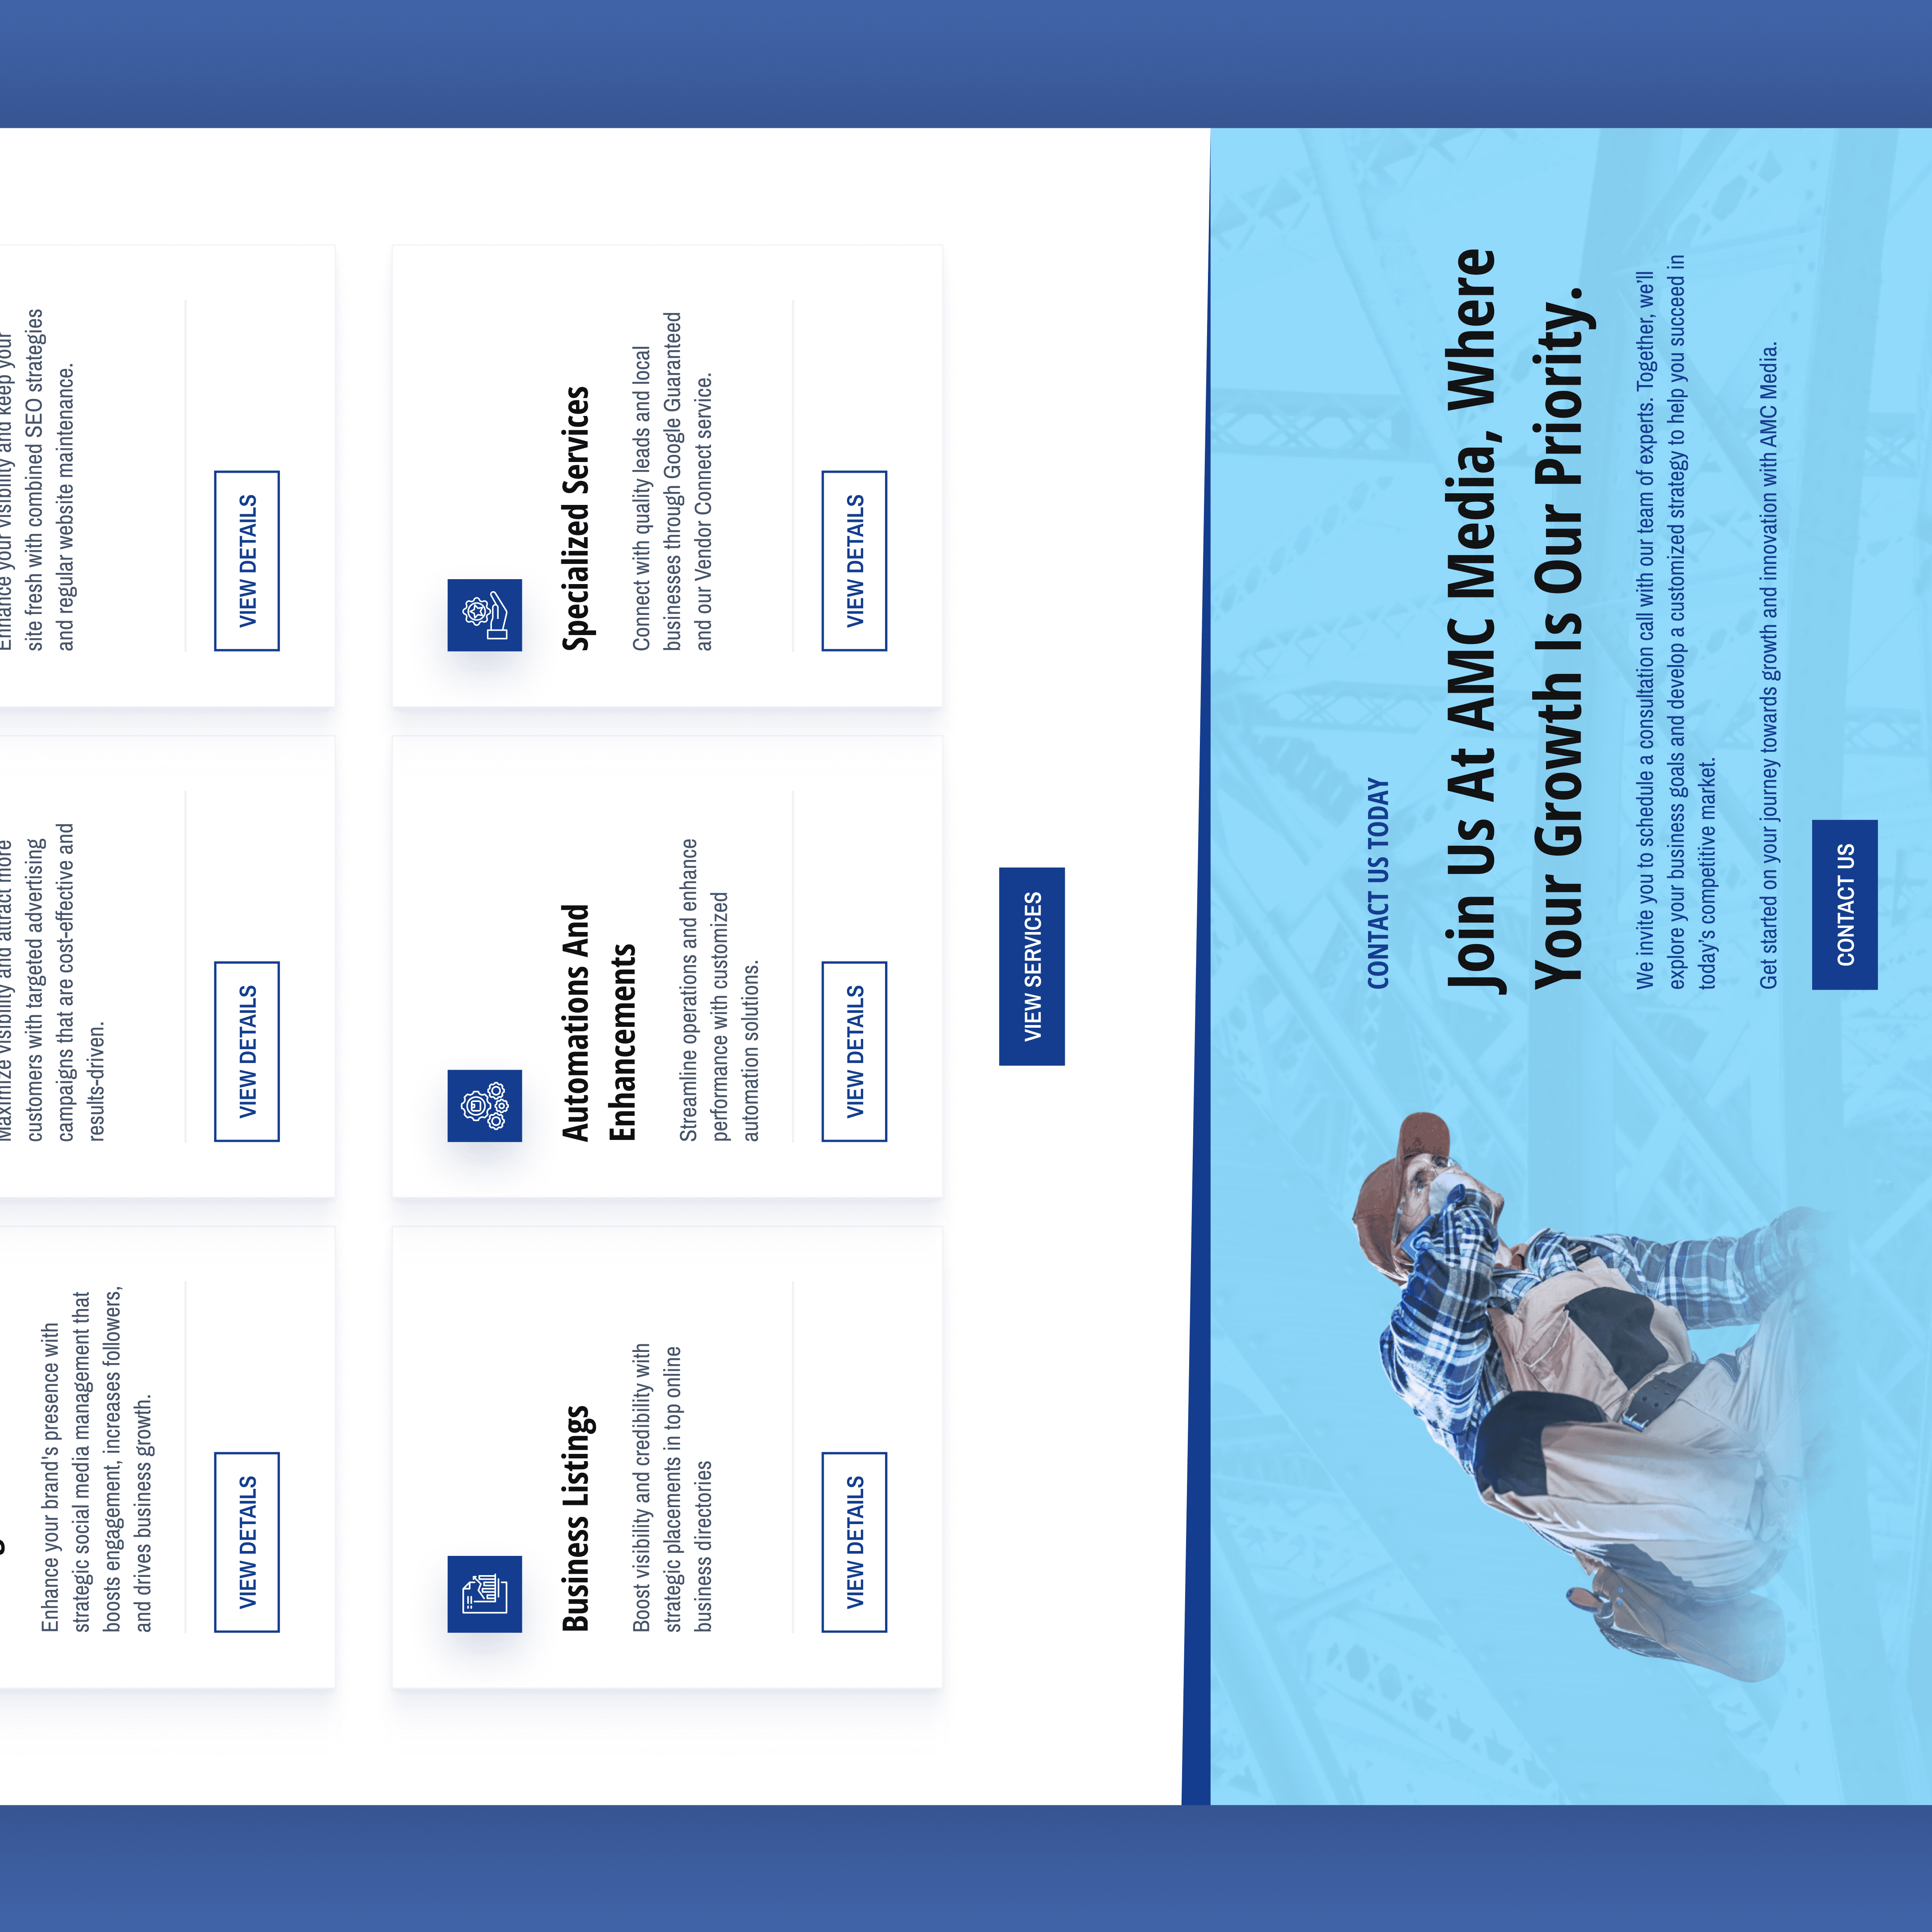 Enhance your brand's presence with
strategic social media management that
boosts engagement, increases followers,
and drives business growth.
VIEW DETAILS
Maximize visibility and attract more
customers with targeted advertising
campaigns that are cost-effective and
results-driven.
VIEW DETAILS
Enhance your visibility and keep your
site fresh with combined SEO strategies
and regular website maintenance.
VIEW DETAILS
Business Listings
Boost visibility and credibility with
strategic placements in top online
business directories
VIEW DETAILS
Automations And
Enhancements
Streamline operations and enhance
performance with customized
automation solutions.
VIEW DETAILS
Specialized Services
Connect with quality leads and local
businesses through Google Guaranteed
and our Vendor Connect service.
VIEW DETAILS
VIEW SERVICES
CONTACT US TODAY
Join Us At AMC Media, Where
Your Growth Is Our Priority.
We invite you to schedule a consultation call with our team of experts. Together, we'll
explore your business goals and develop a customized strategy to help you succeed in
today's competitive market.
Get started on your journey towards growth and innovation with AMC Media.
CONTACT US